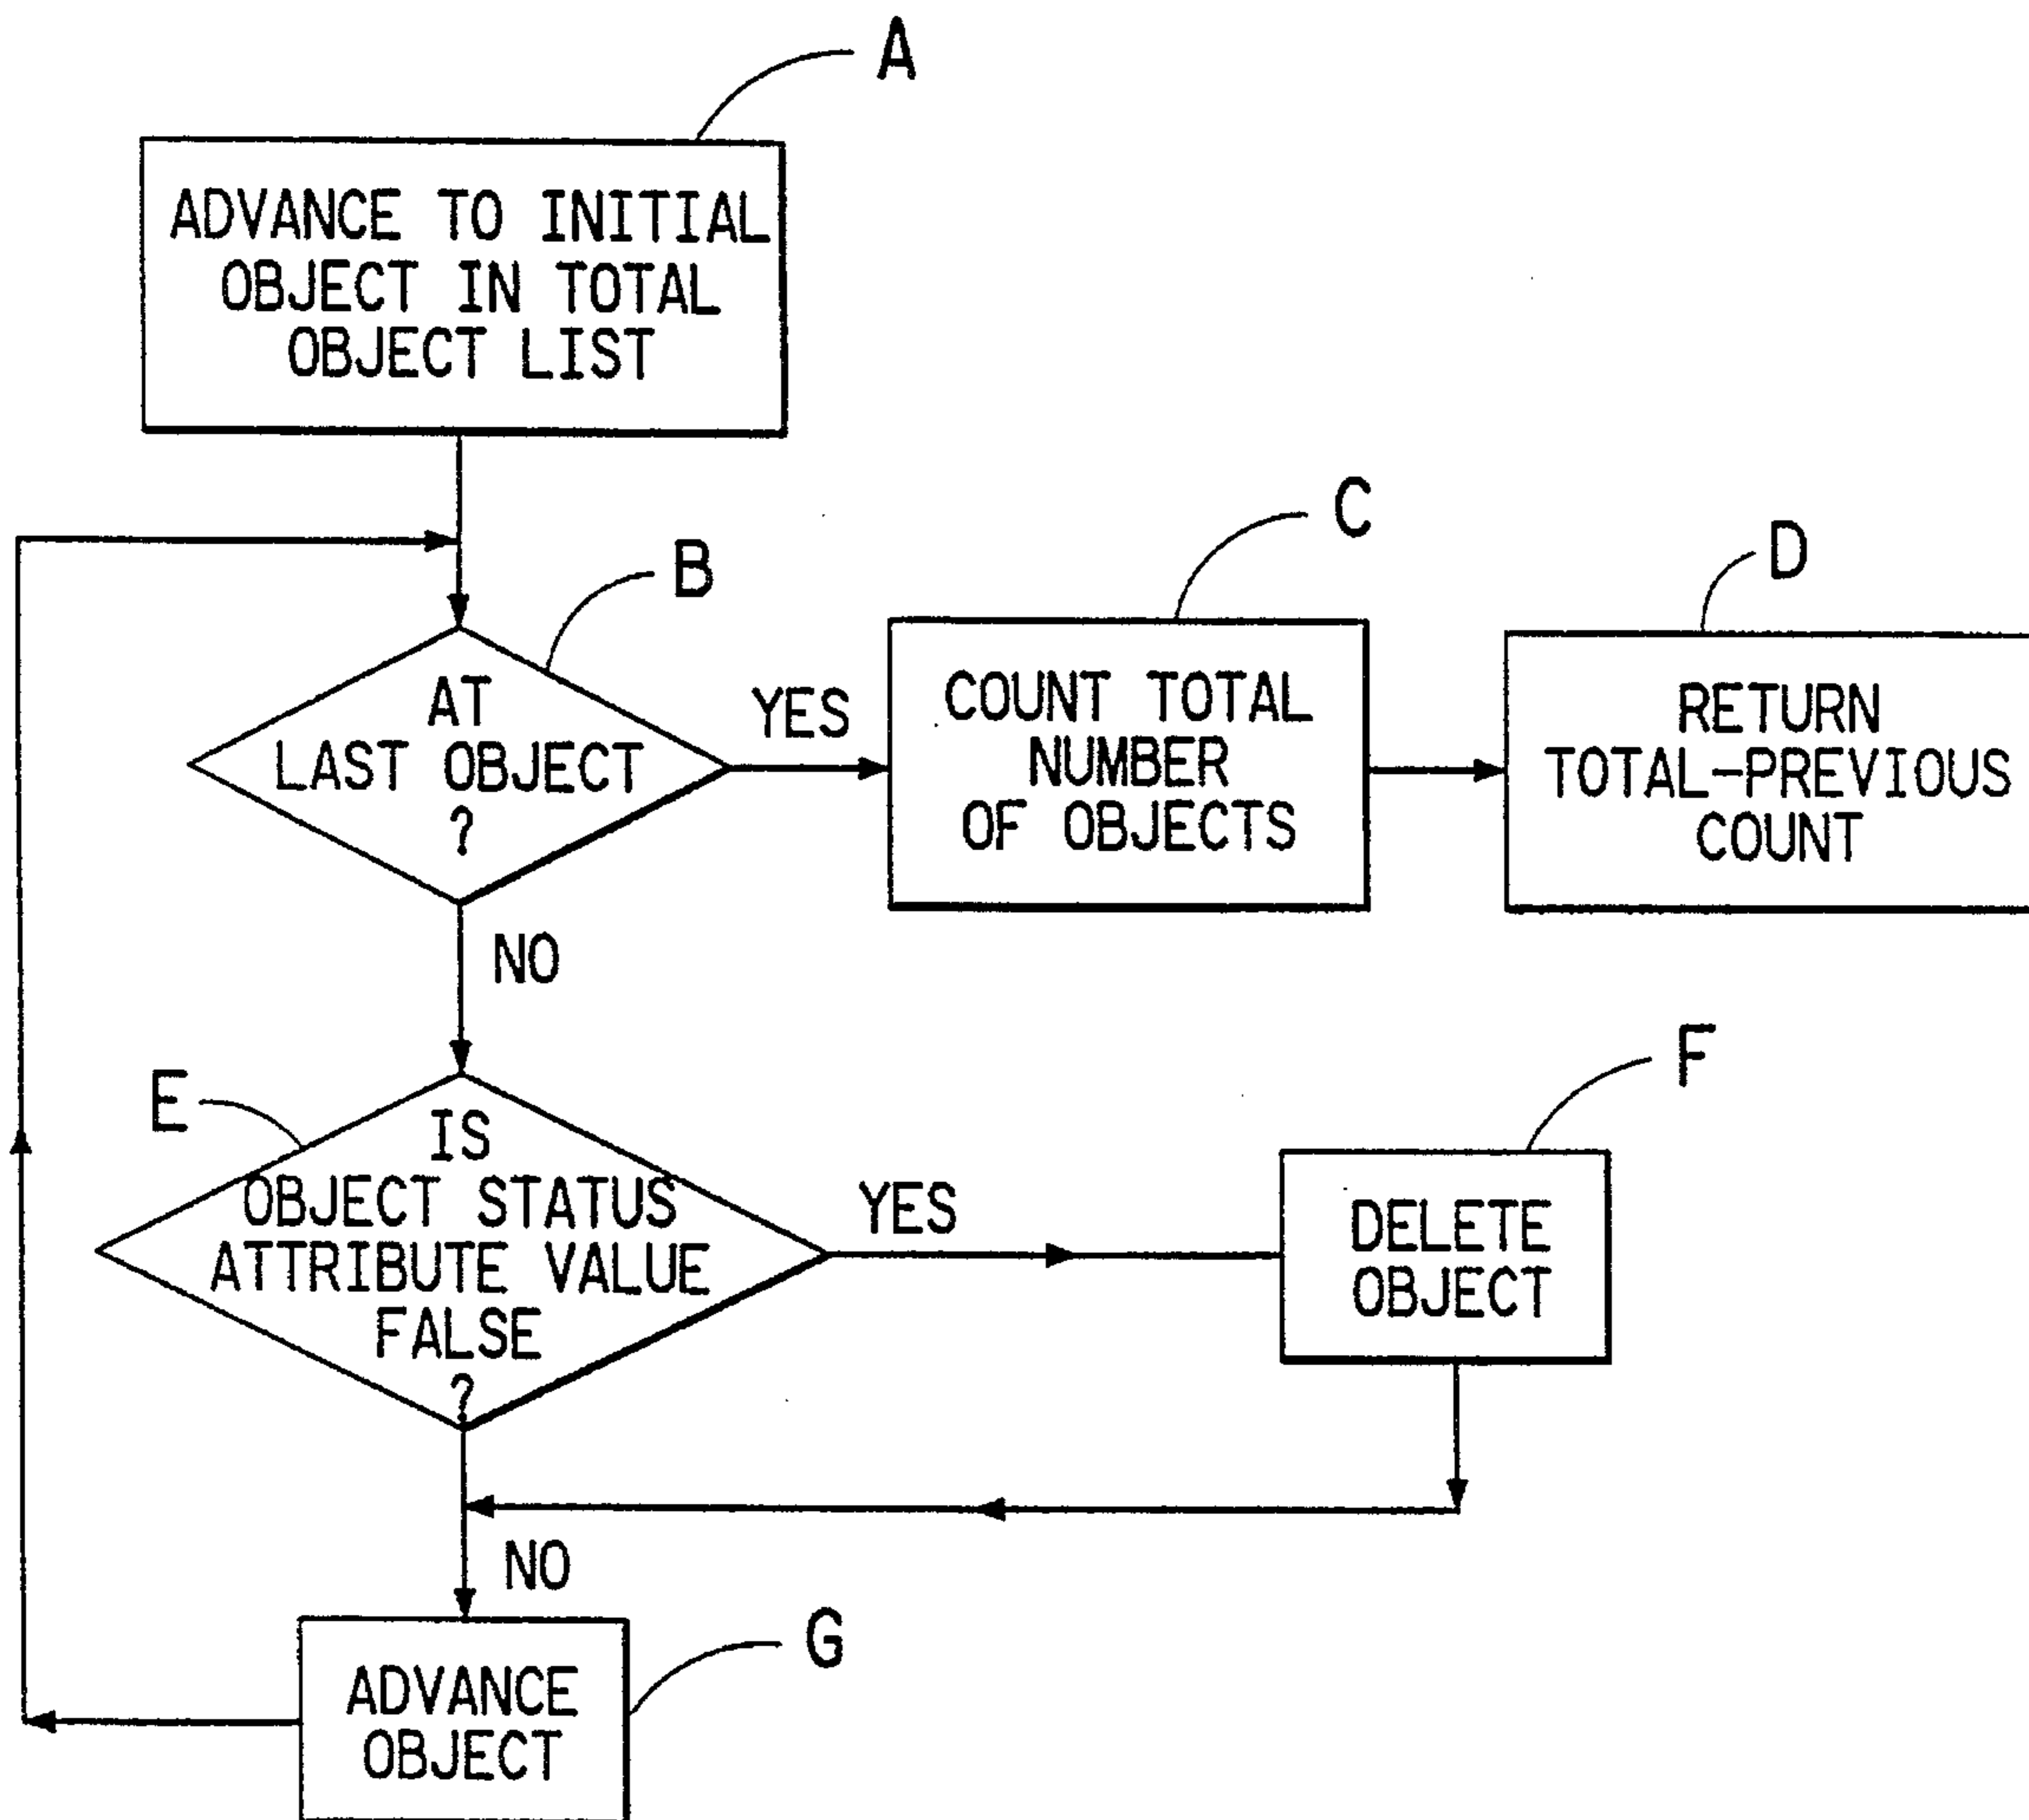 A
ADVANCE TO INITIAL
OBJECT IN TOTAL
OBJECT LIST
B
AT
LAST OBJECT
?
YES
C
COUNT TOTAL
NUMBER
OF OBJECTS
D
RETURN
TOTAL-PREVIOUS
COUNT
NO
E
IS
OBJECT STATUS
ATTRIBUTE VALUE
FALSE
?
YES
F
DELETE
OBJECT
NO
G
ADVANCE
OBJECT